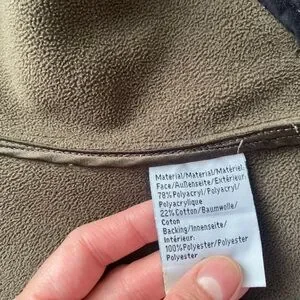 Material/Material/Matériel
Face/Außenseite/Extérieur
78% Polyacryl/Polyacryl/
Polyacrylique
22% Cotton/Baumwolle/
Coton
Backing/Innenseite/
Intérieur:
100% Polyester/Polyester
Polyester